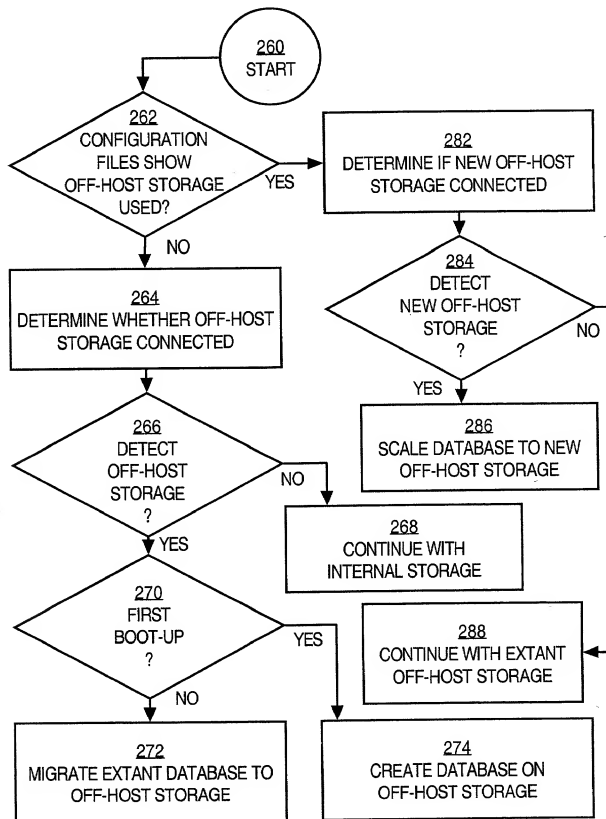 260
START
262
CONFIGURATION
FILES SHOW
OFF-HOST STORAGE
USED?
YES
NO
282
DETERMINE IF NEW OFF-HOST
STORAGE CONNECTED
284
DETECT
NEW OFF-HOST
STORAGE
?
NO
YES
286
SCALE DATABASE TO NEW
OFF-HOST STORAGE
264
DETERMINE WHETHER OFF-HOST
STORAGE CONNECTED
266
DETECT
OFF-HOST
STORAGE
?
NO
YES
268
CONTINUE WITH
INTERNAL STORAGE
270
FIRST
BOOT-UP
?
YES
NO
288
CONTINUE WITH EXTANT
OFF-HOST STORAGE
272
MIGRATE EXTANT DATABASE TO
OFF-HOST STORAGE
274
CREATE DATABASE ON
OFF-HOST STORAGE